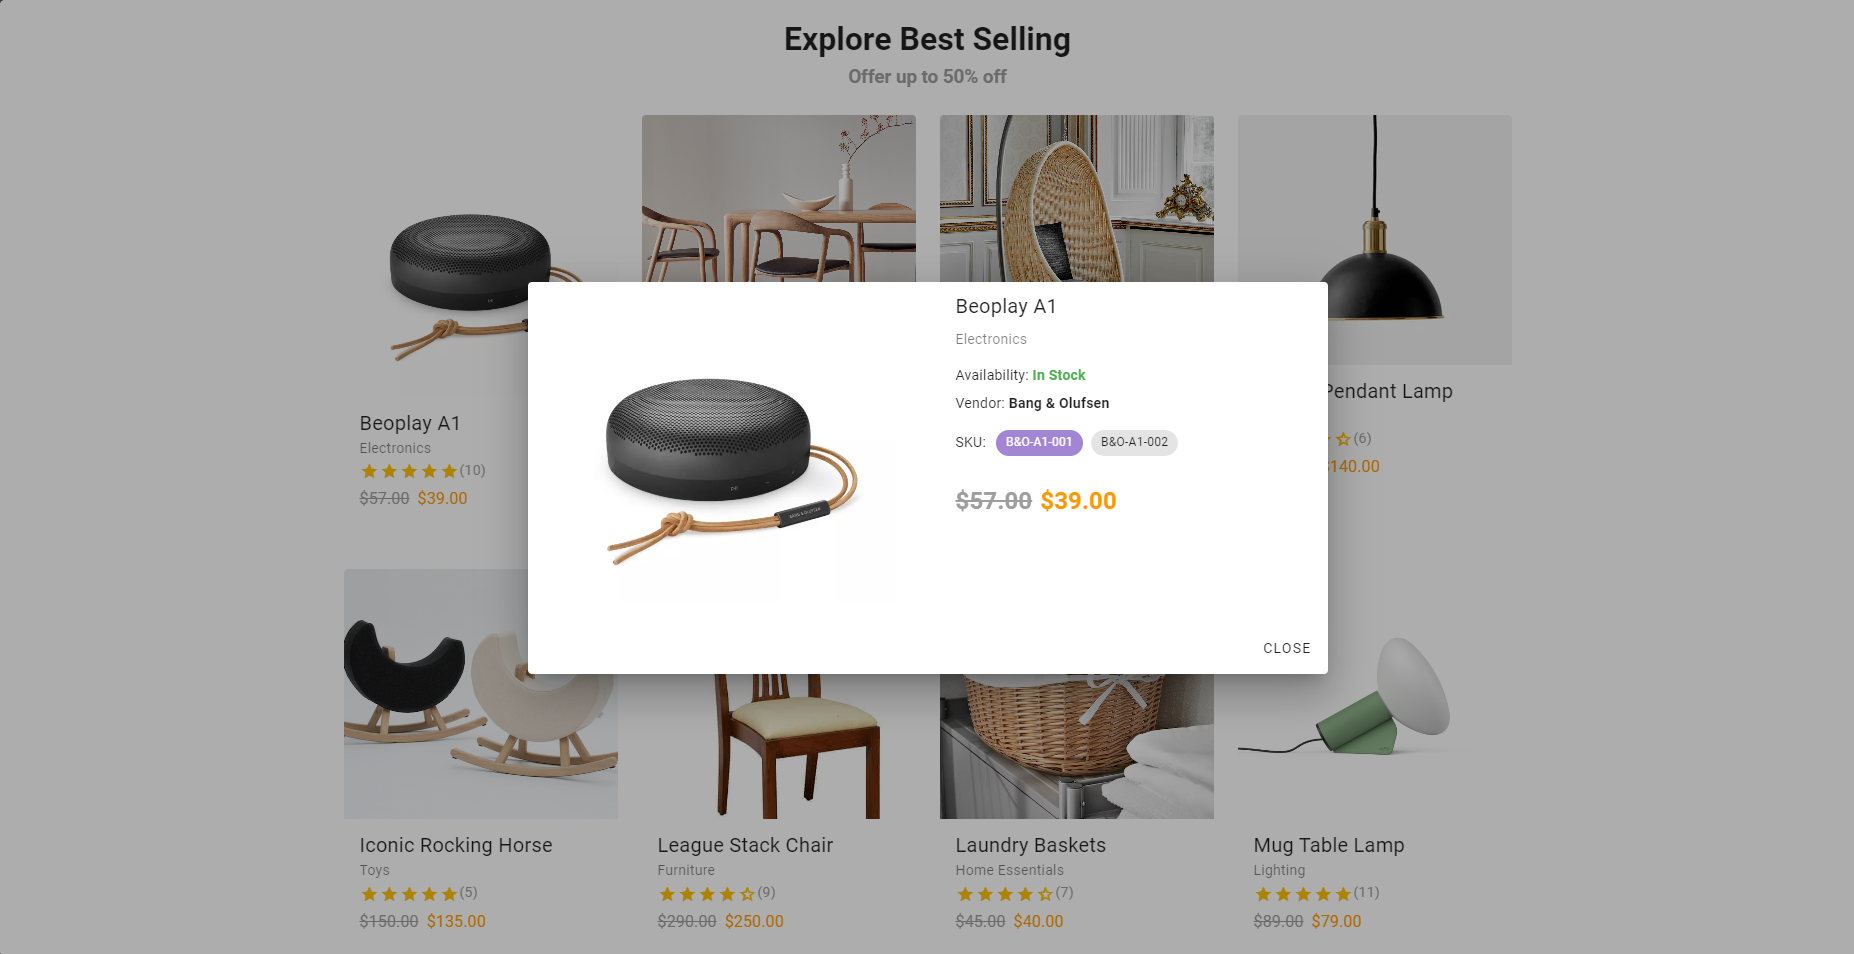 Explore Best Selling
Offer up to 50% off
Beoplay A1
Electronics
(10)
$57.00 $39.00
Pendant Lamp
(6)
$140.00
Beoplay A1
Electronics
Availability: In Stock
Vendor: Bang & Olufsen
SKU: B&O-A1-001 B&O-A1-002
$57.00 $39.00
BANG & OLUFSEN
CLOSE
Iconic Rocking Horse
Toys
(5)
$150.00 $135.00
League Stack Chair
Furniture
(9)
$290.00 $250.00
Laundry Baskets
Home Essentials
(7)
$45.00 $40.00
Mug Table Lamp
Lighting
(11)
$89.00 $79.00